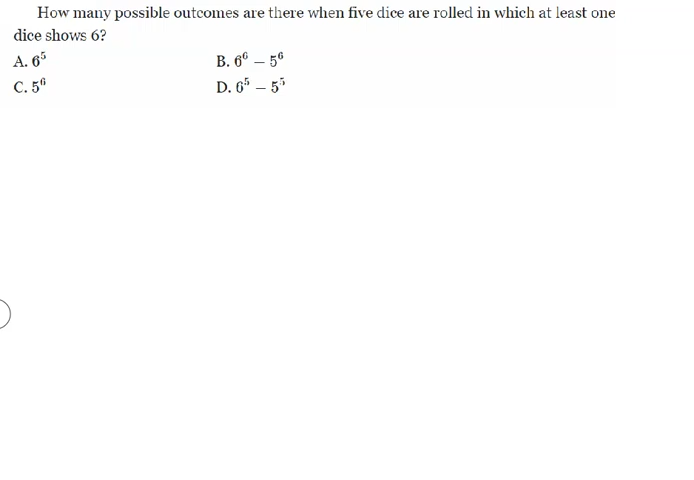 How many possible outcomes are there when five dice are rolled in which at least one
dice shows 6?
A. 6⁵ B. 6⁶ − 5⁶
C. 5⁶ D. 6⁵ − 5⁵